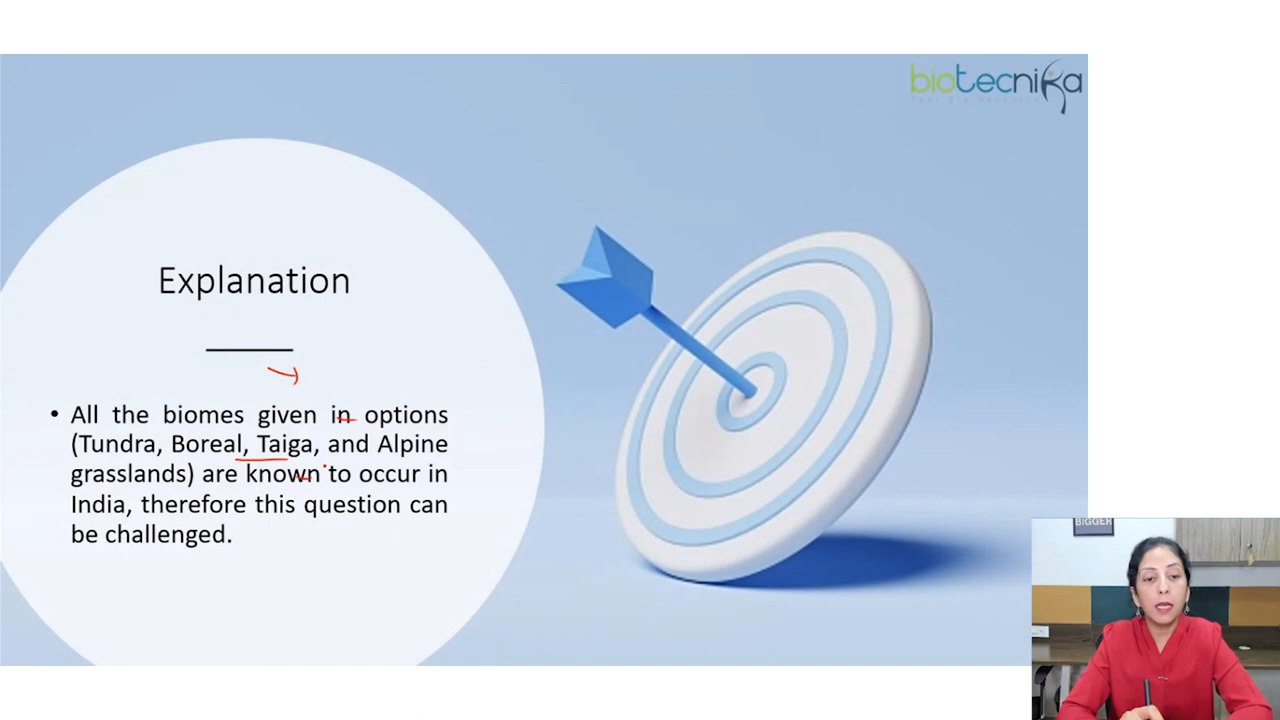 biotecnika
Explanation
• All the biomes given in options
(Tundra, Boreal, Taiga, and Alpine
grasslands) are known to occur in
India, therefore this question can
be challenged.
BIGGER